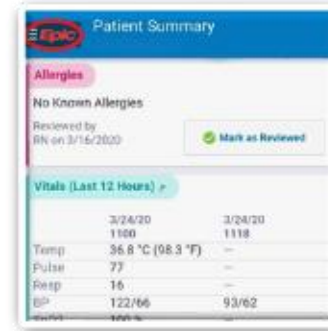 Epic Patient Summary
Allergies
No Known Allergies
Reviewed by
RN on 3/16/2020
Mark as Reviewed
Vitals (Last 12 Hours)
3/24/20 3/24/20
1100 1118
Temp 36.8 °C (98.3 °F) --
Pulse 77 --
Resp 16 --
BP 122/66 93/62
SpO2 100 % --